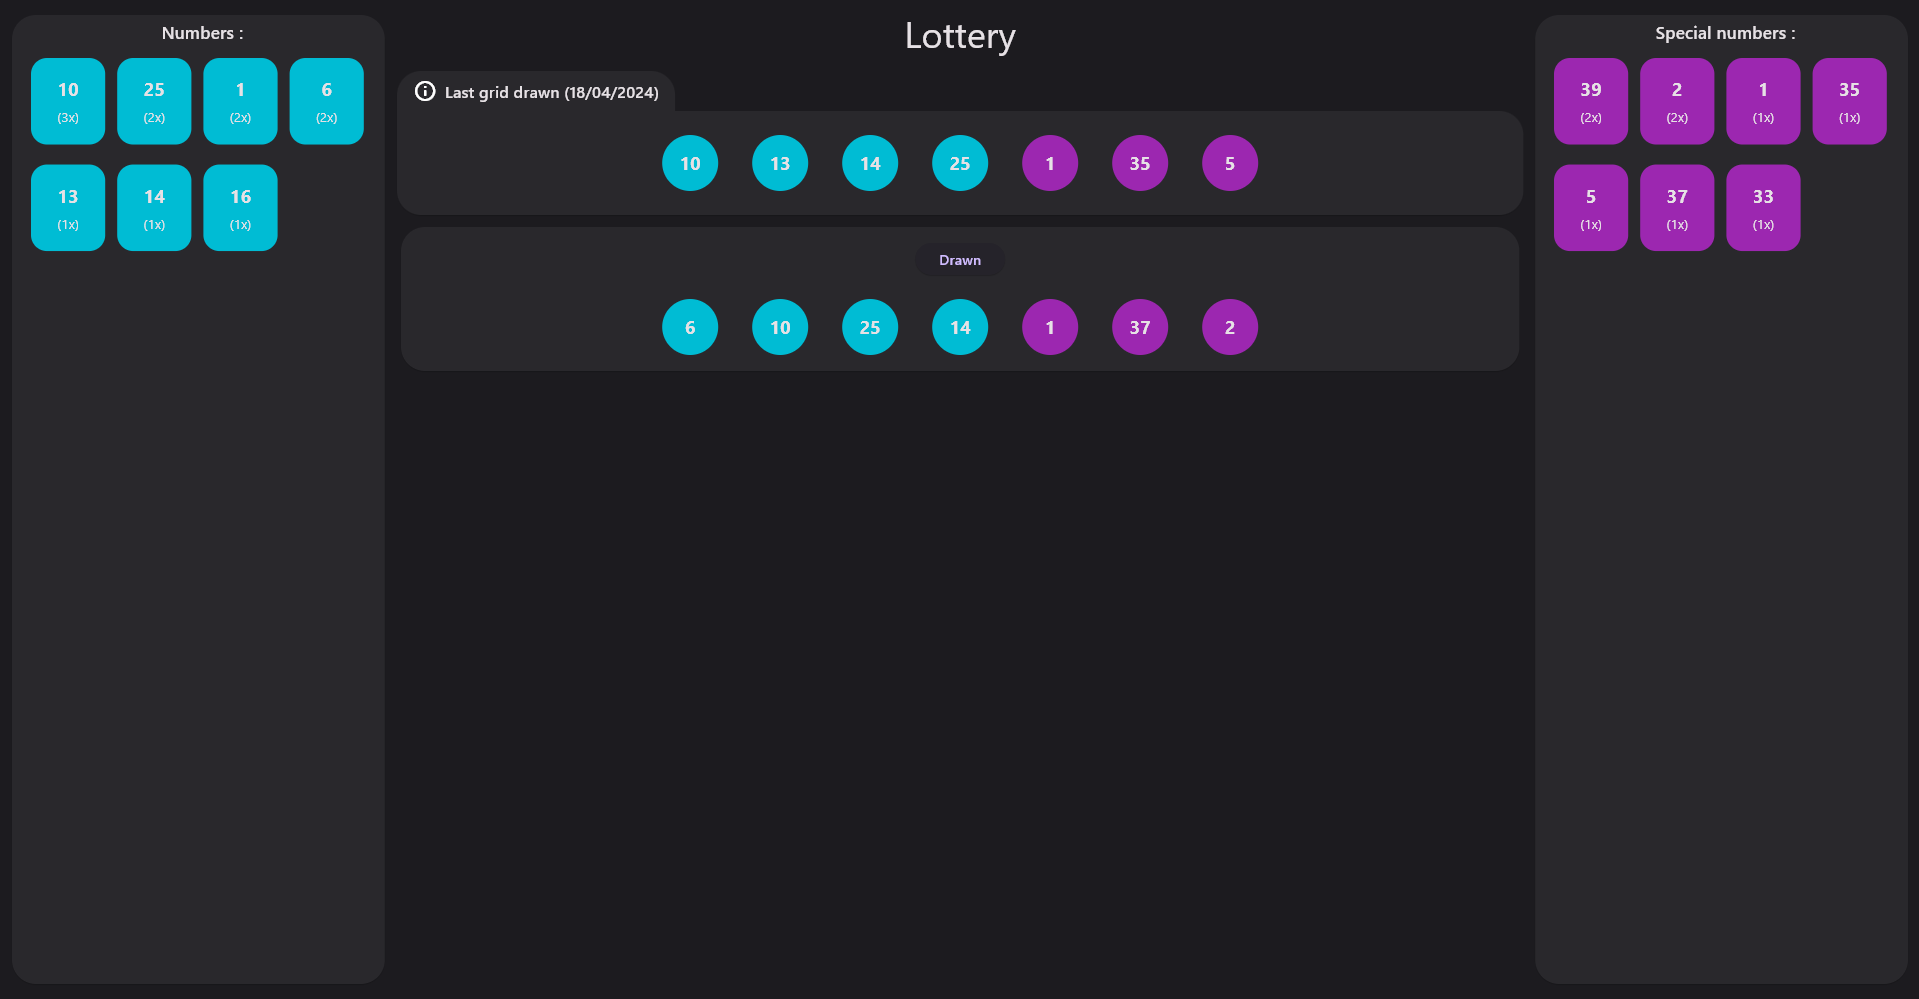 Numbers :
10 25 1 6
(3x) (2x) (2x) (2x)
13 14 16
(1x) (1x) (1x)
Lottery
Last grid drawn (18/04/2024)
10 13 14 25 1 35 5
Drawn
6 10 25 14 1 37 2
Special numbers :
39 2 1 35
(2x) (2x) (1x) (1x)
5 37 33
(1x) (1x) (1x)